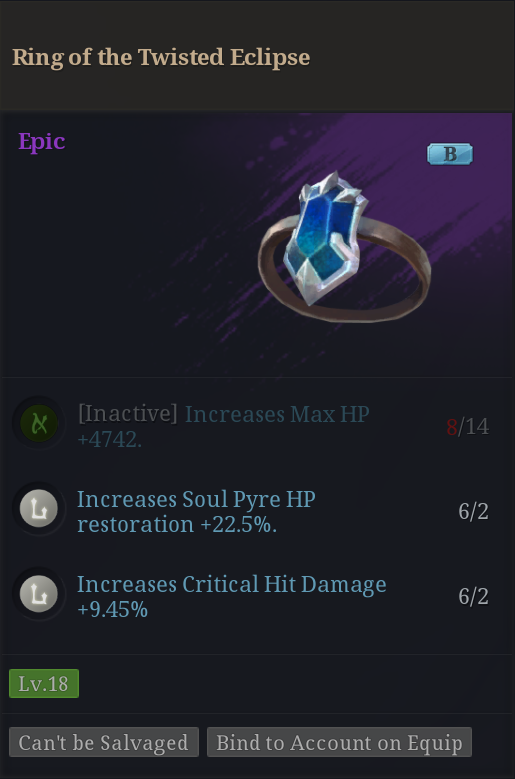 Ring of the Twisted Eclipse
Epic
B
[Inactive] Increases Max HP
+4742.
8/14
Increases Soul Pyre HP
restoration +22.5%.
6/2
Increases Critical Hit Damage
+9.45%
6/2
Lv.18
Can't be Salvaged
Bind to Account on Equip